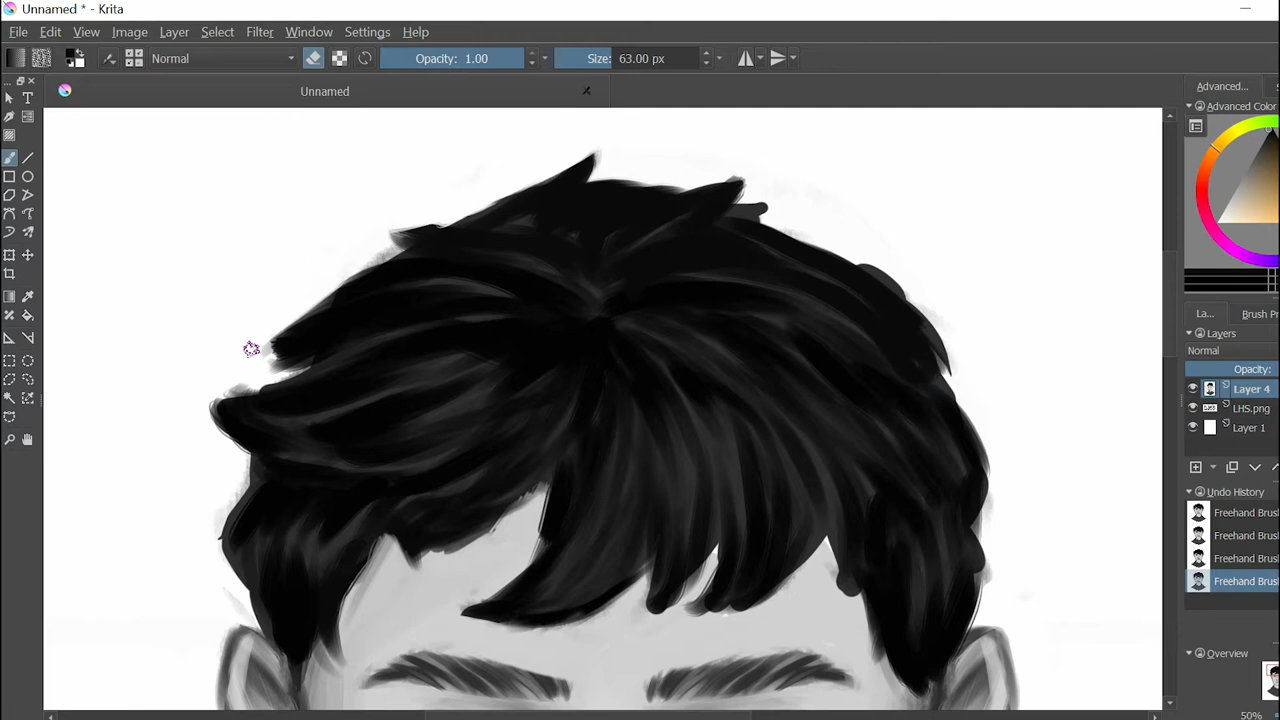 Unnamed * - Krita
File Edit View Image Layer Select Filter Window Settings Help
Normal Opacity: 1.00 Size: 63.00 px
Unnamed
Advanced...
Advanced Color
La... Brush Pr
Layers
Normal
Opacity:
Layer 4
LHS.png
Layer 1
Undo History
Freehand Brus
Freehand Brus
Freehand Brus
Freehand Brus
Overview
50%